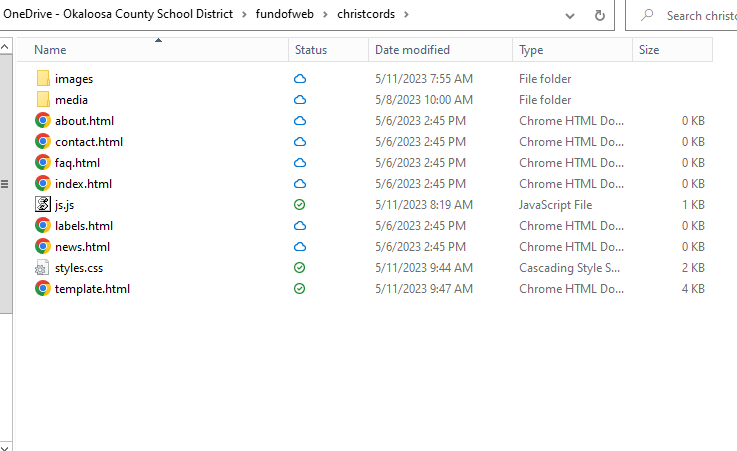 OneDrive - Okaloosa County School District > fundofweb > christcords > Search christc
Name Status Date modified Type Size
images 5/11/2023 7:55 AM File folder
media 5/8/2023 10:00 AM File folder
about.html 5/6/2023 2:45 PM Chrome HTML Do... 0 KB
contact.html 5/6/2023 2:45 PM Chrome HTML Do... 0 KB
faq.html 5/6/2023 2:45 PM Chrome HTML Do... 0 KB
index.html 5/6/2023 2:45 PM Chrome HTML Do... 0 KB
js.js 5/11/2023 8:19 AM JavaScript File 1 KB
labels.html 5/6/2023 2:45 PM Chrome HTML Do... 0 KB
news.html 5/6/2023 2:45 PM Chrome HTML Do... 0 KB
styles.css 5/11/2023 9:44 AM Cascading Style S... 2 KB
template.html 5/11/2023 9:47 AM Chrome HTML Do... 4 KB